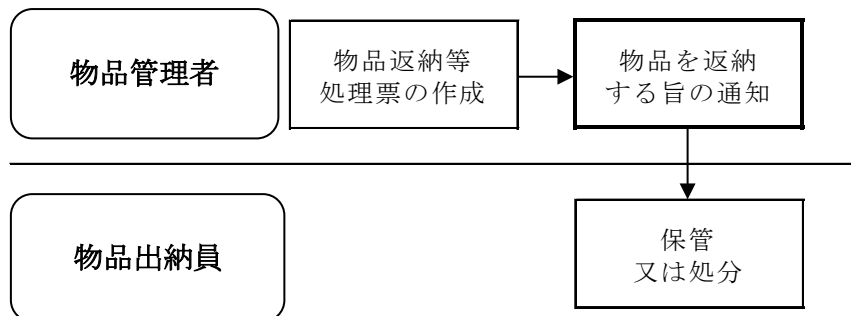 物品管理者
物品返納等
処理票の作成
物品を返納
する旨の通知
物品出納員
保管
又は処分